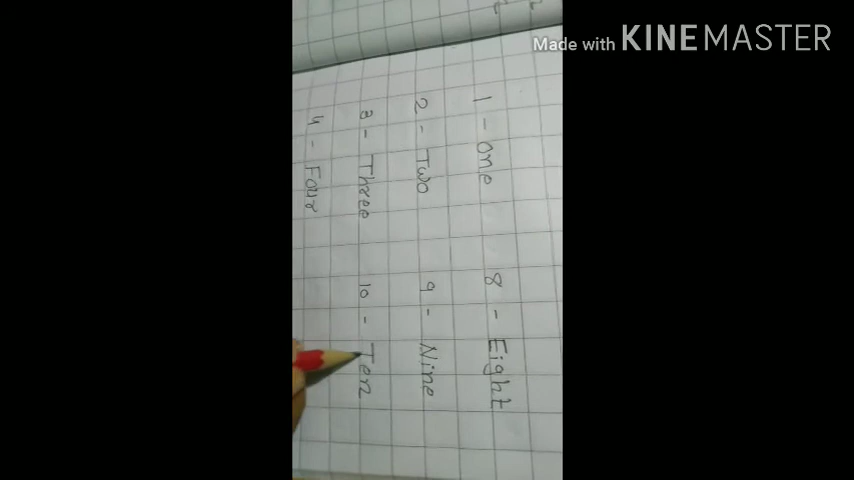 Made with KINEMASTER
1 - One
2 - Two
3 - Three
4 - Four
8 - Eight
9 - Nine
10 - Ten